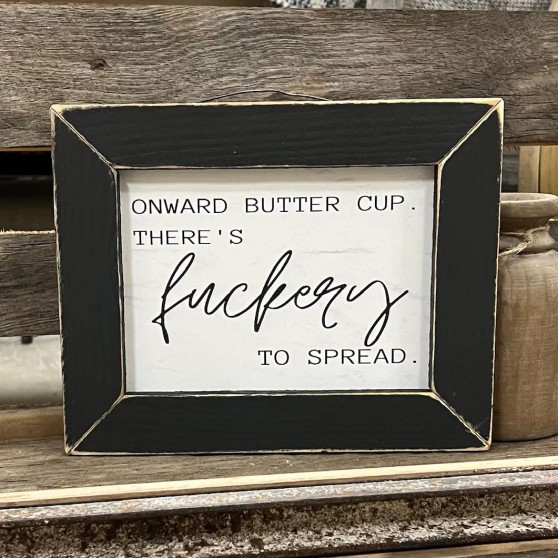 ONWARD BUTTER CUP.
THERE'S
fuckery
TO SPREAD.